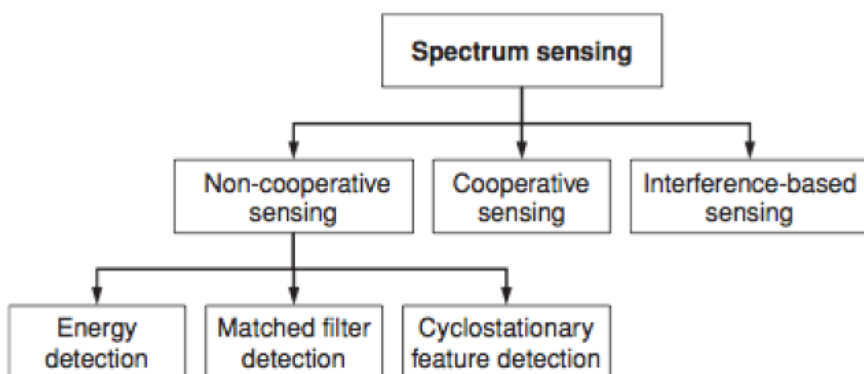 Spectrum sensing
Non-cooperative
sensing
Cooperative
sensing
Interference-based
sensing
Energy
detection
Matched filter
detection
Cyclostationary
feature detection